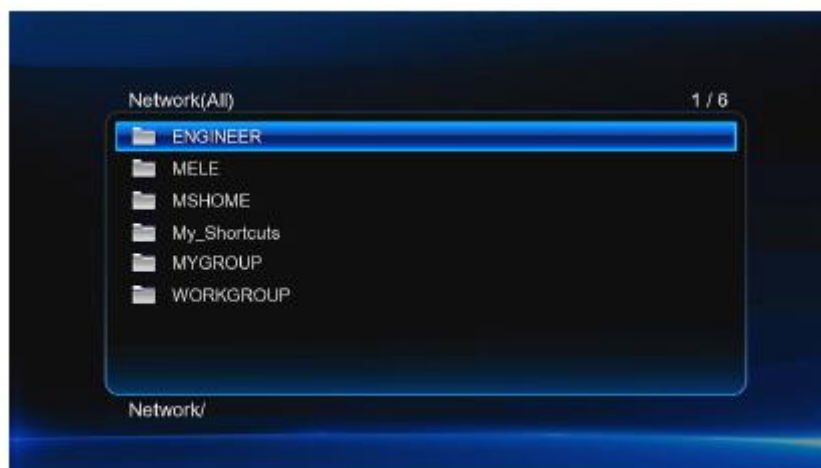 Network(All) 1 / 6
ENGINEER
MELE
MSHOME
My_Shortcuts
MYGROUP
WORKGROUP
Network/